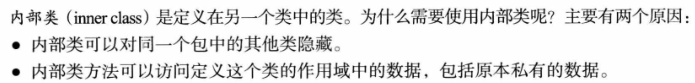 内部类（inner class）是定义在另一个类中的类。为什么需要使用内部类呢？主要有两个原因：
● 内部类可以对同一个包中的其他类隐藏。
● 内部类方法可以访问定义这个类的作用域中的数据，包括原本私有的数据。